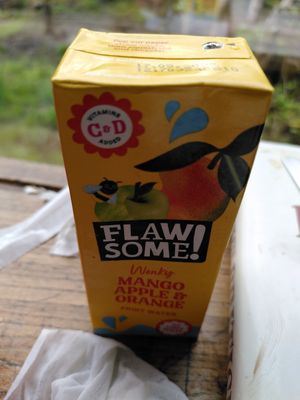 VITAMINS
C&D
ADDED
FLAW
SOME!
Wonky
MANGO
APPLE &
ORANGE
FRUIT WATER